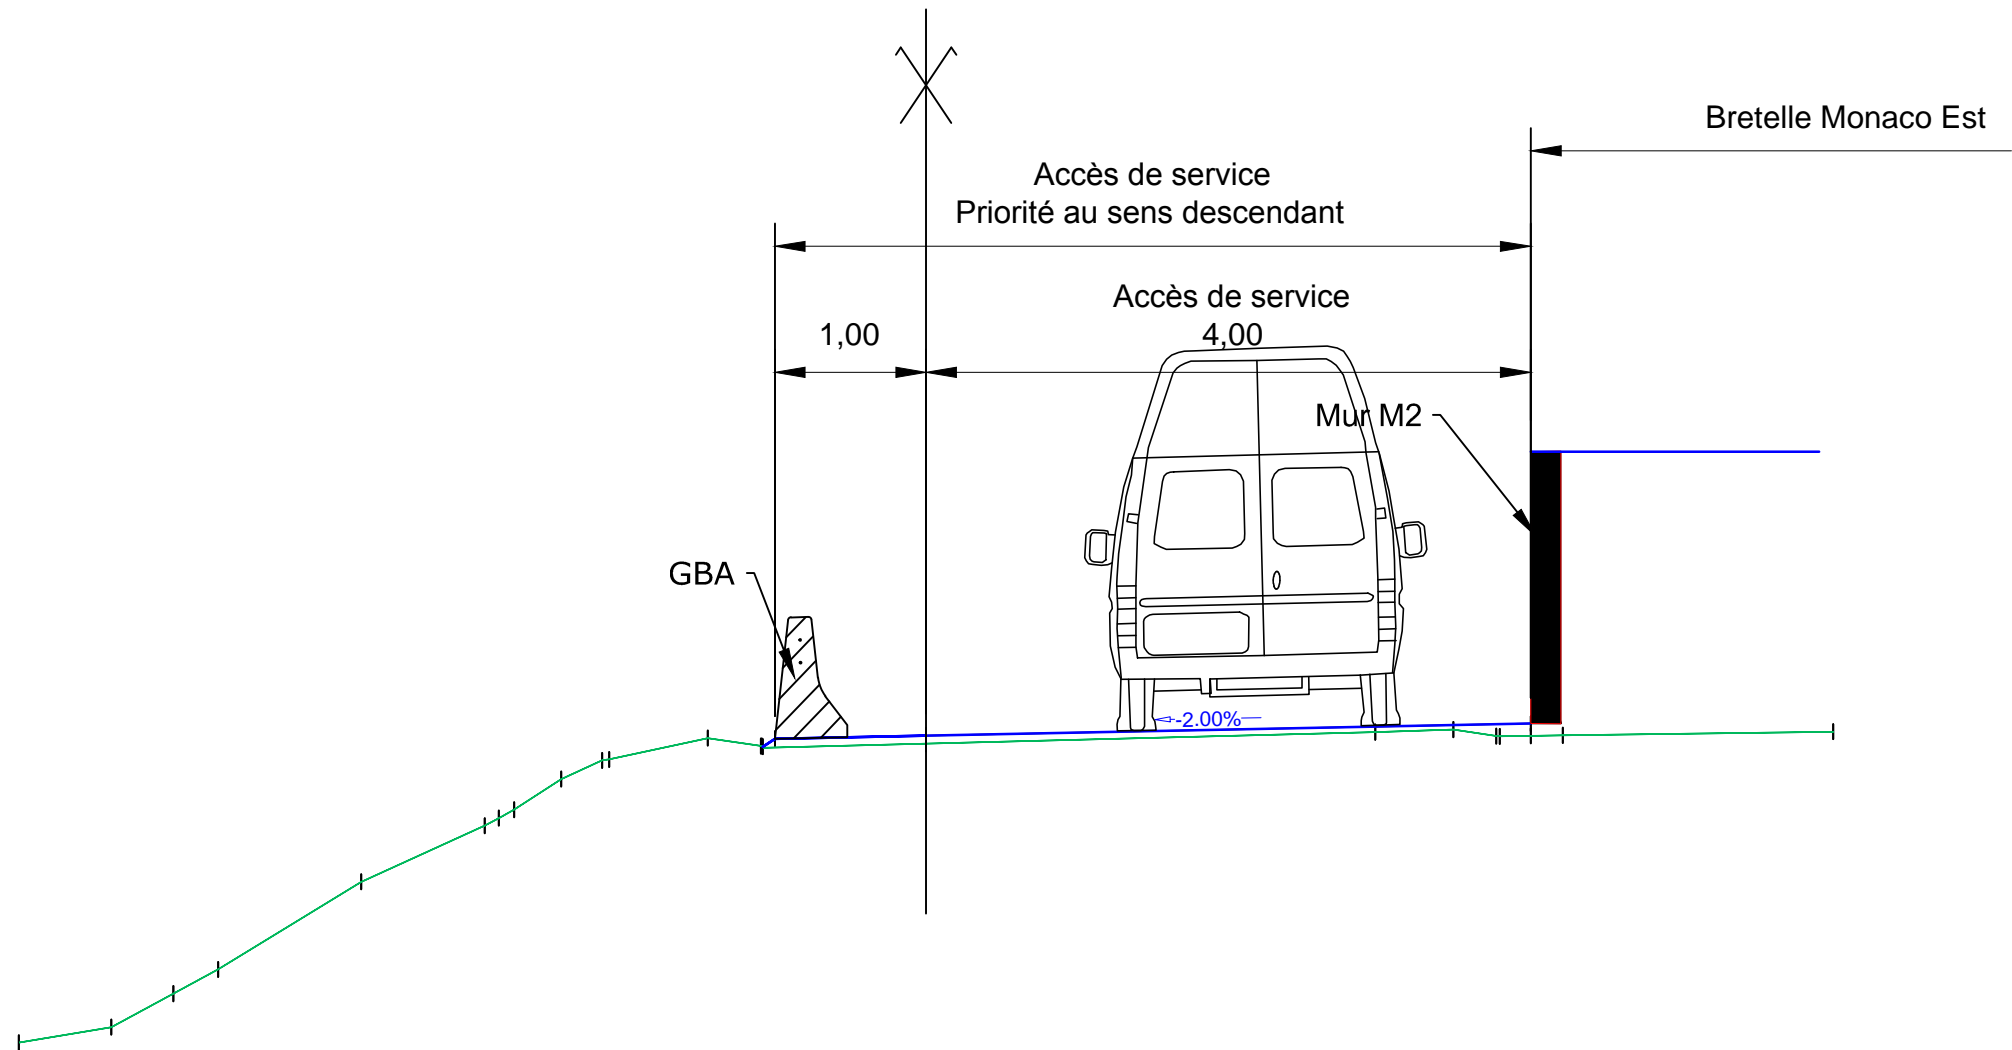 Bretelle Monaco Est
Accès de service
Priorité au sens descendant
Accès de service
1,00
4,00
Mur M2
GBA
-2.00%